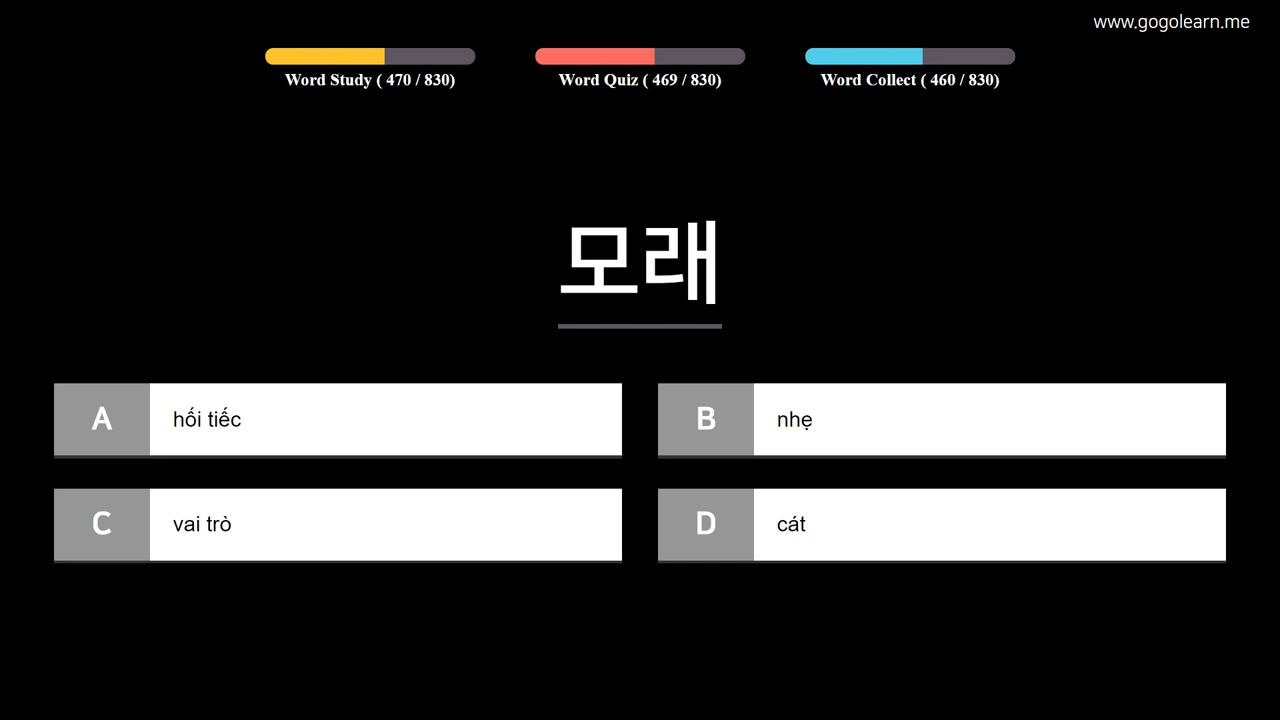 www.gogolearn.me
Word Study ( 470 / 830)
Word Quiz ( 469 / 830)
Word Collect ( 460 / 830)
모래
A hối tiếc
B nhẹ
C vai trò
D cát